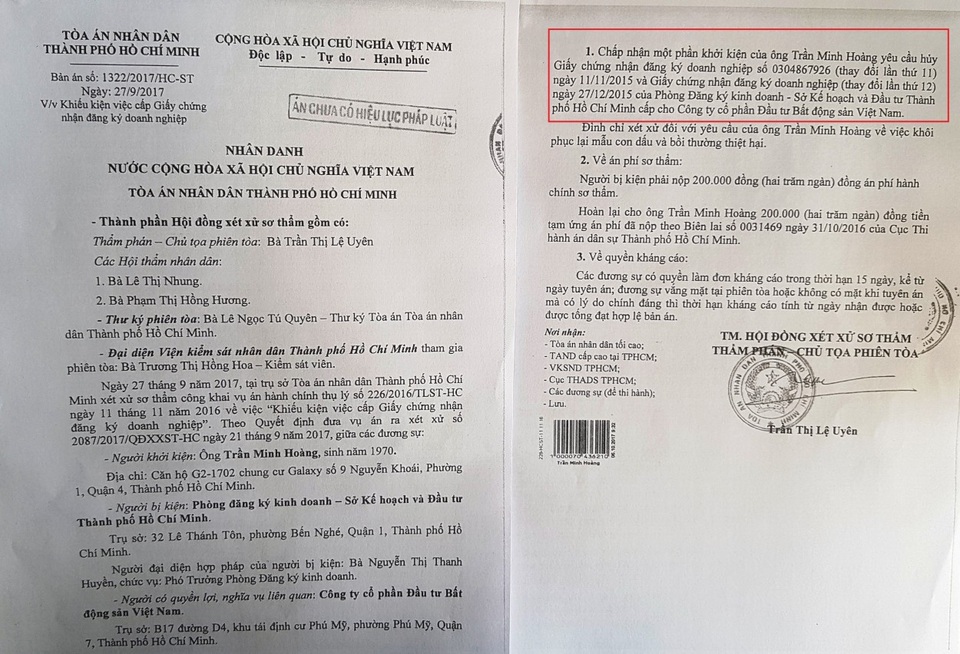 TÒA ÁN NHÂN DÂN
THÀNH PHỐ HỒ CHÍ MINH
Bản án số: 1322/2017/HC-ST
Ngày: 27/9/2017
V/v Khiếu kiện việc cấp Giấy chứng
nhận đăng ký doanh nghiệp
CỘNG HÒA XÃ HỘI CHỦ NGHĨA VIỆT NAM
Độc lập - Tự do - Hạnh phúc
ÁN CHƯA CÓ HIỆU LỰC PHÁP LUẬT
NHÂN DANH
NƯỚC CỘNG HÒA XÃ HỘI CHỦ NGHĨA VIỆT NAM
TÒA ÁN NHÂN DÂN THÀNH PHỐ HỒ CHÍ MINH
- Thành phần Hội đồng xét xử sơ thẩm gồm có:
Thẩm phán – Chủ tọa phiên tòa: Bà Trần Thị Lệ Uyên
Các Hội thẩm nhân dân:
1. Bà Lê Thị Nhung.
2. Bà Phạm Thị Hồng Hương.
- Thư ký phiên tòa: Bà Lê Ngọc Tú Quyên – Thư ký Tòa án Tòa án nhân
dân Thành phố Hồ Chí Minh.
- Đại diện Viện kiểm sát nhân dân Thành phố Hồ Chí Minh tham gia
phiên tòa: Bà Trương Thị Hồng Hoa – Kiểm sát viên.
Ngày 27 tháng 9 năm 2017, tại trụ sở Tòa án nhân dân Thành phố Hồ Chí
Minh xét xử sơ thẩm công khai vụ án hành chính thụ lý số 226/2016/TLST-HC
ngày 11 tháng 11 năm 2016 về việc “Khiếu kiện việc cấp Giấy chứng nhận
đăng ký doanh nghiệp”. Theo Quyết định đưa vụ án ra xét xử số
2087/2017/QĐXXST-HC ngày 21 tháng 9 năm 2017, giữa các đương sự:
- Người khởi kiện: Ông Trần Minh Hoàng, sinh năm 1970.
Địa chỉ: Căn hộ G2-1702 chung cư Galaxy số 9 Nguyễn Khoái, Phường
1, Quận 4, Thành phố Hồ Chí Minh.
- Người bị kiện: Phòng đăng ký kinh doanh – Sở Kế hoạch và Đầu tư
Thành phố Hồ Chí Minh.
Trụ sở: 32 Lê Thánh Tôn, phường Bến Nghé, Quận 1, Thành phố Hồ
Chí Minh.
Người đại diện hợp pháp của người bị kiện: Bà Nguyễn Thị Thanh
Huyền, chức vụ: Phó Trưởng Phòng Đăng ký kinh doanh.
- Người có quyền lợi, nghĩa vụ liên quan: Công ty cổ phần Đầu tư Bất
động sản Việt Nam.
Trụ sở: B17 đường D4, khu tái định cư Phú Mỹ, phường Phú Mỹ, Quận
7, Thành phố Hồ Chí Minh.
1. Chấp nhận một phần khởi kiện của ông Trần Minh Hoàng yêu cầu hủy
Giấy chứng nhận đăng ký doanh nghiệp số 0304867926 (thay đổi lần thứ 11)
ngày 11/11/2015 và Giấy chứng nhận đăng ký doanh nghiệp (thay đổi lần thứ 12)
ngày 27/12/2015 của Phòng Đăng ký kinh doanh - Sở Kế hoạch và Đầu tư Thành
phố Hồ Chí Minh cấp cho Công ty cổ phần Đầu tư Bất động sản Việt Nam.
Đình chỉ xét xử đối với yêu cầu của ông Trần Minh Hoàng về việc khôi
phục lại mẫu con dấu và bồi thường thiệt hại.
2. Về án phí sơ thẩm:
Người bị kiện phải nộp 200.000 đồng (hai trăm ngàn) đồng án phí hành
chính sơ thẩm.
Hoàn lại cho ông Trần Minh Hoàng 200.000 (hai trăm ngàn) đồng tiền
tạm ứng án phí đã nộp theo Biên lai số 0031469 ngày 31/10/2016 của Cục Thi
hành án dân sự Thành phố Hồ Chí Minh.
3. Về quyền kháng cáo:
Các đương sự có quyền làm đơn kháng cáo trong thời hạn 15 ngày, kể từ
ngày tuyên án; đương sự vắng mặt tại phiên tòa hoặc không có mặt khi tuyên án
mà có lý do chính đáng thì thời hạn kháng cáo tính từ ngày nhận được hoặc
được tống đạt hợp lệ bản án.
Nơi nhận:
- Tòa án nhân dân tối cao;
- TAND cấp cao tại TPHCM;
- VKSND TPHCM;
- Cục THADS TPHCM;
- Các đương sự (để thi hành);
- Lưu.
TM. HỘI ĐỒNG XÉT XỬ SƠ THẨM
THẨM PHÁN – CHỦ TỌA PHIÊN TÒA
Trần Thị Lệ Uyên
Trần Minh Hoàng